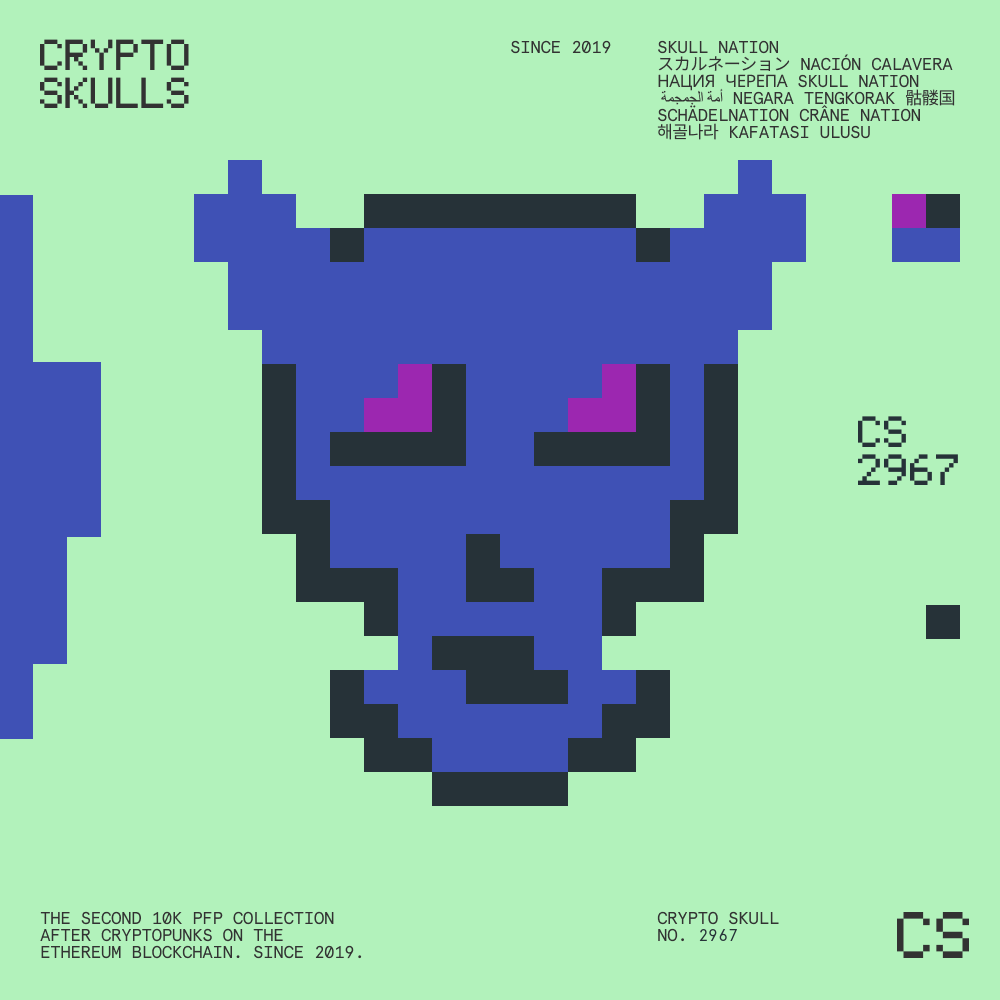 CRYPTO
SKULLS
SINCE 2019
SKULL NATION
スカルネーション NACIÓN CALAVERA
НАЦИЯ ЧЕРЕПА SKULL NATION
أمة الجمجمة NEGARA TENGKORAK 骷髅国
SCHÄDELNATION CRÂNE NATION
해골나라 KAFATASI ULUSU
CS
2967
THE SECOND 10K PFP COLLECTION
AFTER CRYPTOPUNKS ON THE
ETHEREUM BLOCKCHAIN. SINCE 2019.
CRYPTO SKULL
NO. 2967
CS